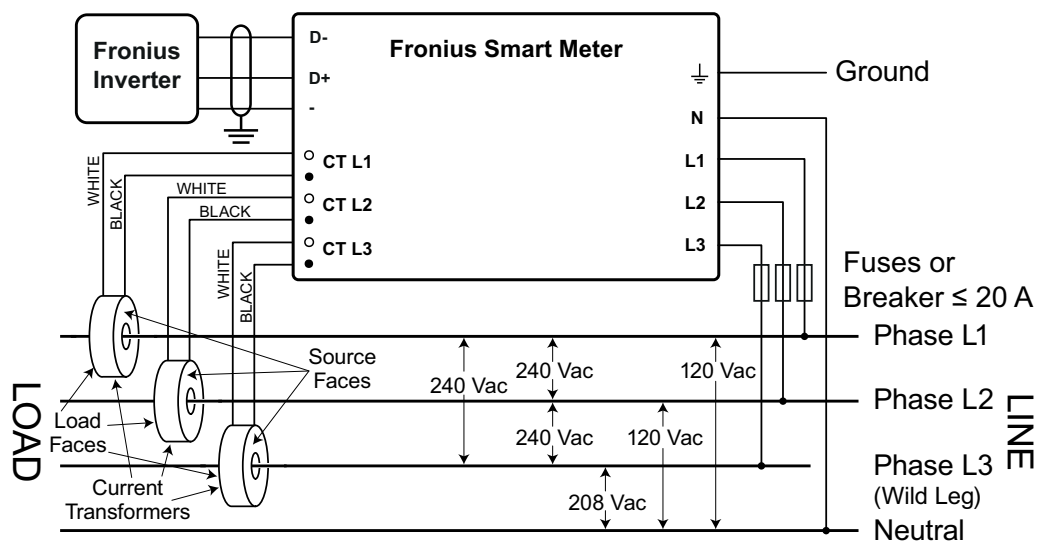 Fronius
Inverter
Fronius Smart Meter
D-
D+
-
CT L1
CT L2
CT L3
N
L1
L2
L3
Ground
WHITE
BLACK
WHITE
BLACK
WHITE
BLACK
Fuses or
Breaker ≤ 20 A
Phase L1
Phase L2
Phase L3
(Wild Leg)
Neutral
LOAD
LINE
Source
Faces
Load
Faces
Current
Transformers
240 Vac
240 Vac
120 Vac
240 Vac
120 Vac
208 Vac